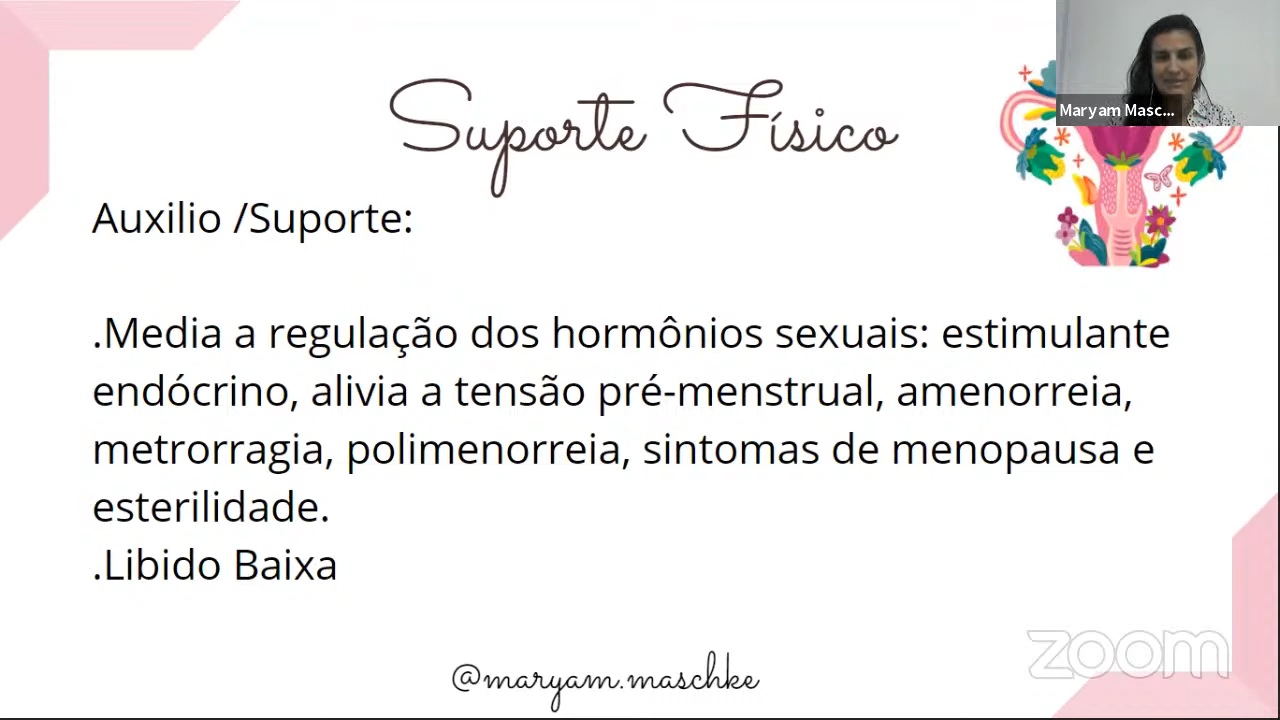 Suporte Físico
Maryam Masc...
Auxilio /Suporte:
.Media a regulação dos hormônios sexuais: estimulante
endócrino, alivia a tensão pré-menstrual, amenorreia,
metrorragia, polimenorreia, sintomas de menopausa e
esterilidade.
.Libido Baixa
zoom
@maryam.maschke